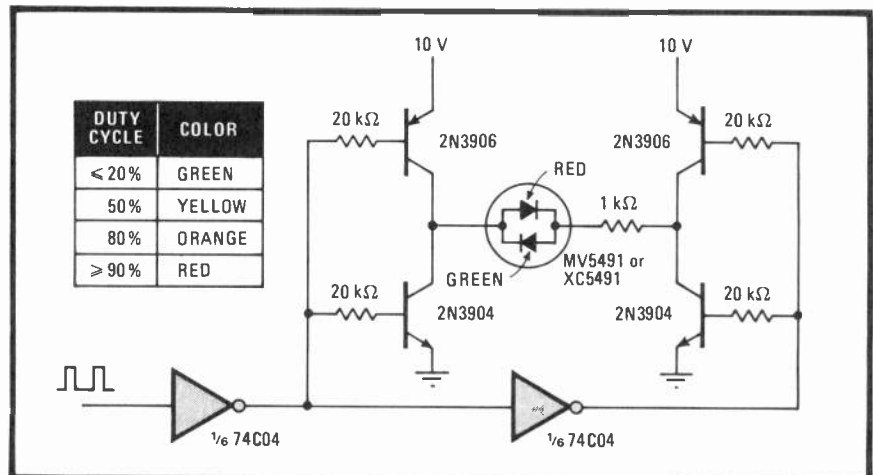 10 V
10 V
DUTY CYCLE COLOR
⩽ 20% GREEN
50% YELLOW
80% ORANGE
⩾ 90% RED
20 kΩ
2N3906
2N3906
20 kΩ
RED
1 kΩ
GREEN
MV5491 or
XC5491
20 kΩ
2N3904
2N3904
20 kΩ
1/6 74C04
1/6 74C04